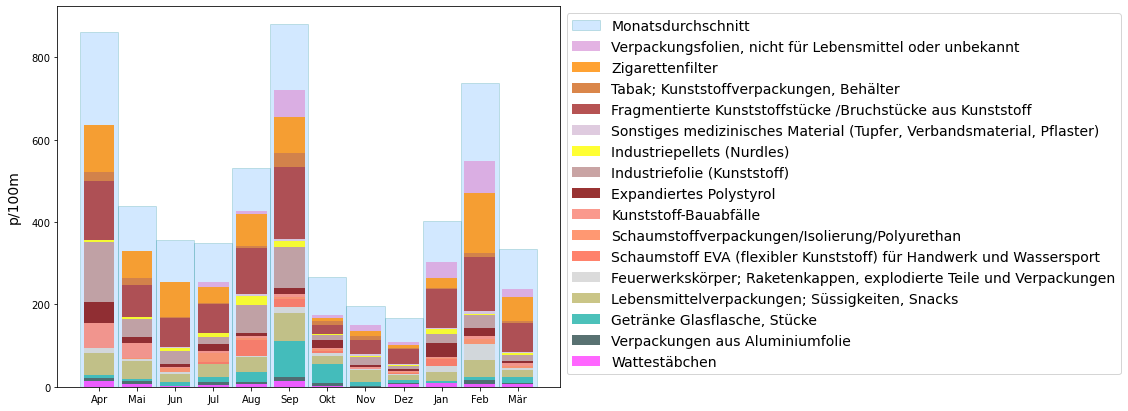 p/100m
800
600
400
200
0
Apr Mai Jun Jul Aug Sep Okt Nov Dez Jan Feb Mär
Monatsdurchschnitt
Verpackungsfolien, nicht für Lebensmittel oder unbekannt
Zigarettenfilter
Tabak; Kunststoffverpackungen, Behälter
Fragmentierte Kunststoffstücke /Bruchstücke aus Kunststoff
Sonstiges medizinisches Material (Tupfer, Verbandsmaterial, Pflaster)
Industriepellets (Nurdles)
Industriefolie (Kunststoff)
Expandiertes Polystyrol
Kunststoff-Bauabfälle
Schaumstoffverpackungen/Isolierung/Polyurethan
Schaumstoff EVA (flexibler Kunststoff) für Handwerk und Wassersport
Feuerwerkskörper; Raketenkappen, explodierte Teile und Verpackungen
Lebensmittelverpackungen; Süssigkeiten, Snacks
Getränke Glasflasche, Stücke
Verpackungen aus Aluminiumfolie
Wattestäbchen